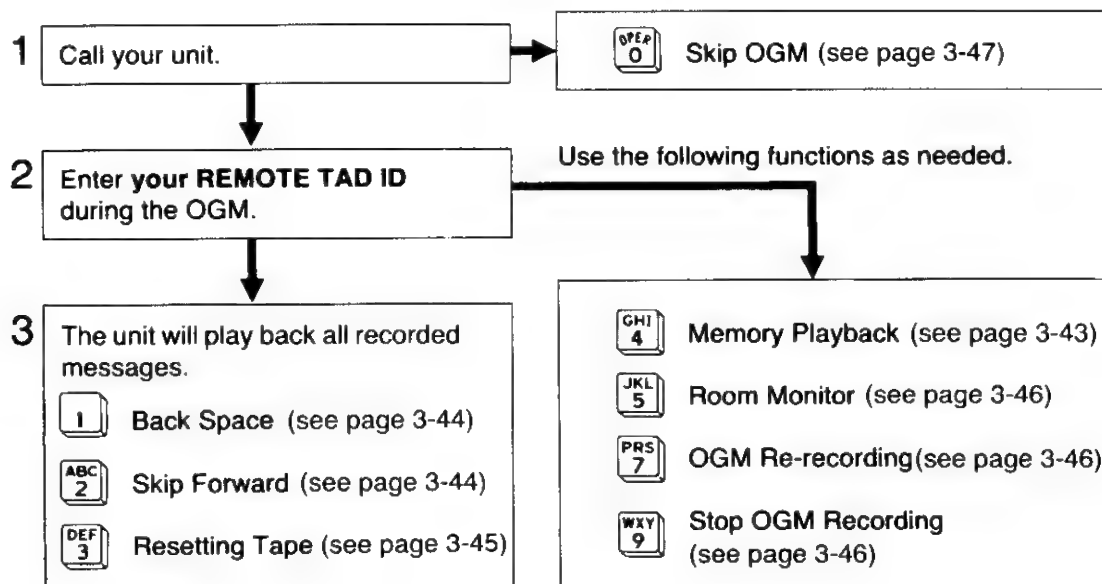 1 Call your unit.
OPER 0 Skip OGM (see page 3-47)
2 Enter your REMOTE TAD ID
during the OGM.
Use the following functions as needed.
3 The unit will play back all recorded
messages.
1 Back Space (see page 3-44)
ABC 2 Skip Forward (see page 3-44)
DEF 3 Resetting Tape (see page 3-45)
GHI 4 Memory Playback (see page 3-43)
JKL 5 Room Monitor (see page 3-46)
PRS 7 OGM Re-recording(see page 3-46)
WXY 9 Stop OGM Recording
(see page 3-46)